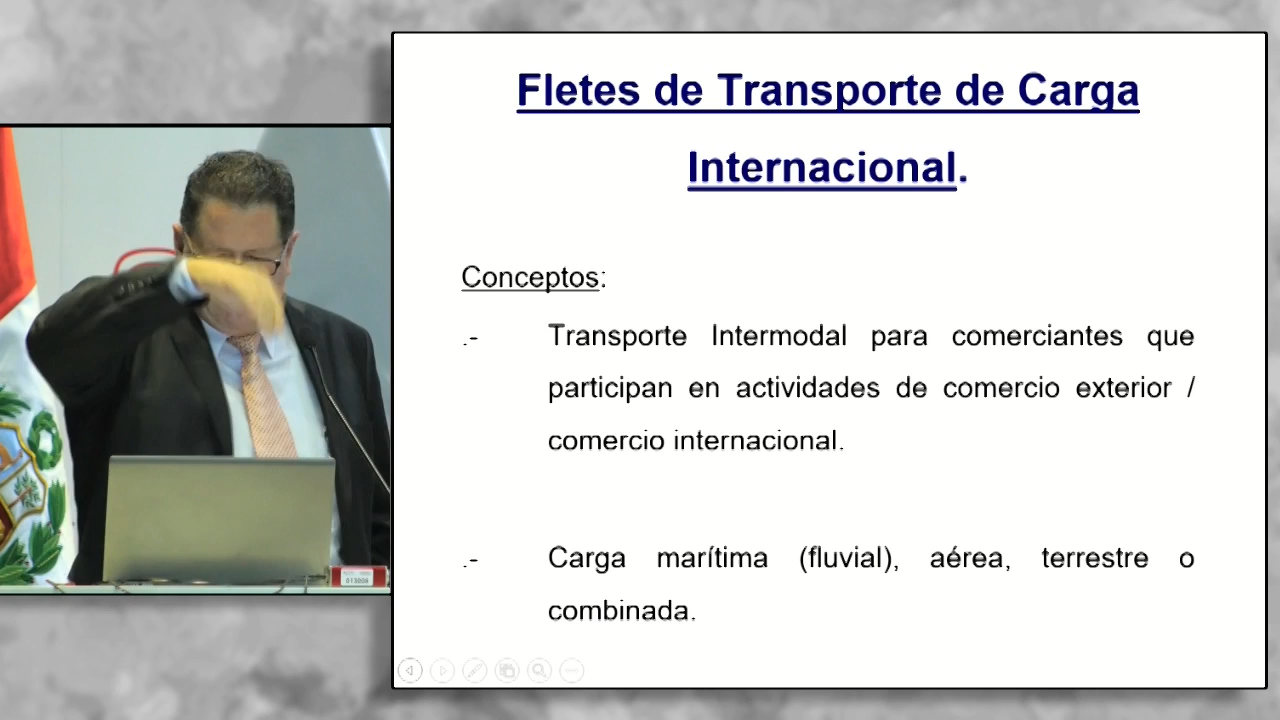 Fletes de Transporte de Carga
Internacional.
Conceptos:
.- Transporte Intermodal para comerciantes que
participan en actividades de comercio exterior /
comercio internacional.
.- Carga marítima (fluvial), aérea, terrestre o
combinada.